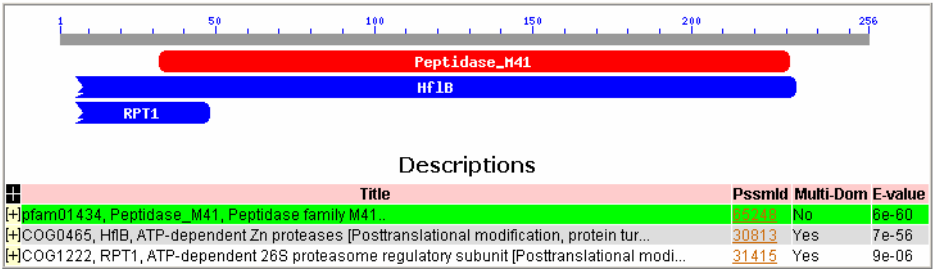 1 50 100 150 200 256
Peptidase_M41
HflB
RPT1
Descriptions
Title PssmId Multi-Dom E-value
[+]pfam01434, Peptidase_M41, Peptidase family M41.. 65248 No 6e-60
[+]COG0465, HflB, ATP-dependent Zn proteases [Posttranslational modification, protein tur... 30813 Yes 7e-56
[+]COG1222, RPT1, ATP-dependent 26S proteasome regulatory subunit [Posttranslational modi... 31415 Yes 9e-06